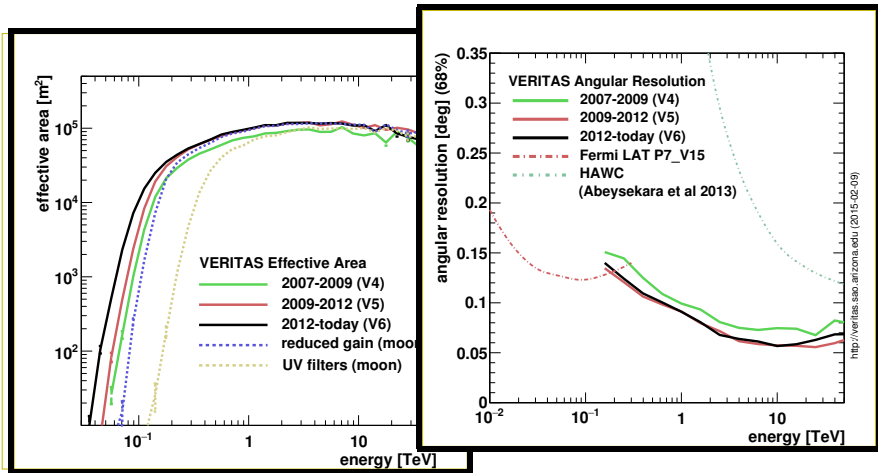 effective area [m²]
10⁵
10⁴
10³
10²
VERITAS Effective Area
2007-2009 (V4)
2009-2012 (V5)
2012-today (V6)
reduced gain (moon
UV filters (moon)
10⁻¹
1
10
energy [TeV]
angular resolution [deg] (68%)
0.35
0.3
0.25
0.2
0.15
0.1
0.05
0
VERITAS Angular Resolution
2007-2009 (V4)
2009-2012 (V5)
2012-today (V6)
Fermi LAT P7_V15
HAWC
(Abeysekara et al 2013)
10⁻²
10⁻¹
1
10
energy [TeV]
http://veritas.sao.arizona.edu (2015-02-09)